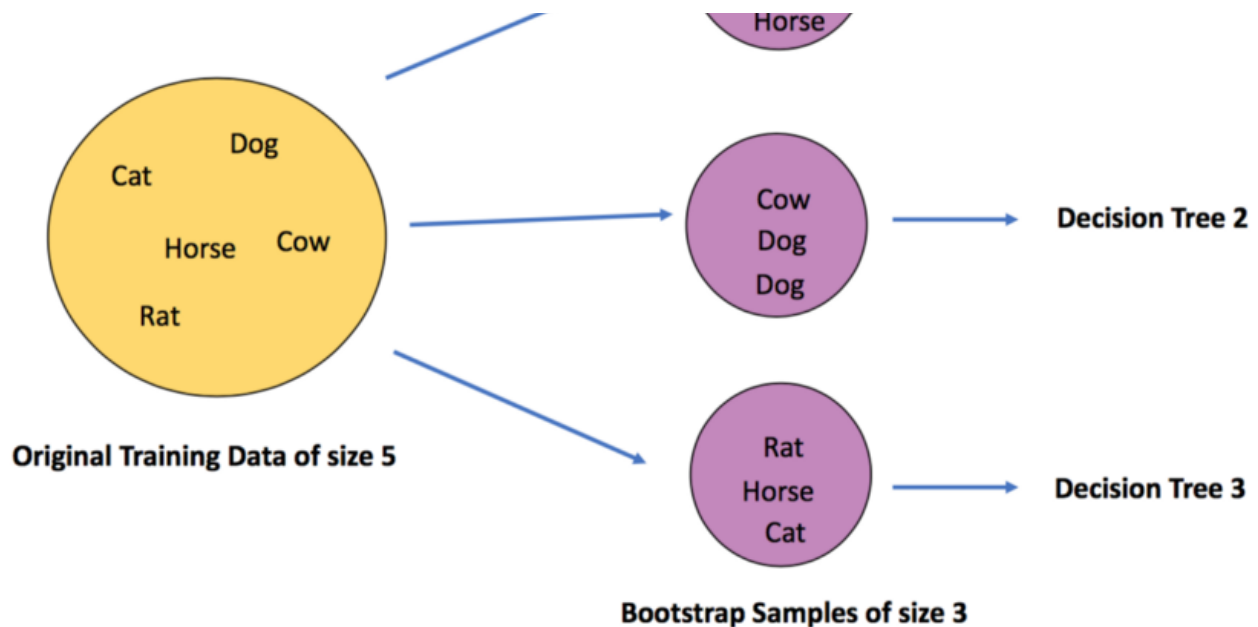 Horse
Dog
Cat
Horse
Cow
Rat
Original Training Data of size 5
Cow
Dog
Dog
Decision Tree 2
Rat
Horse
Cat
Decision Tree 3
Bootstrap Samples of size 3